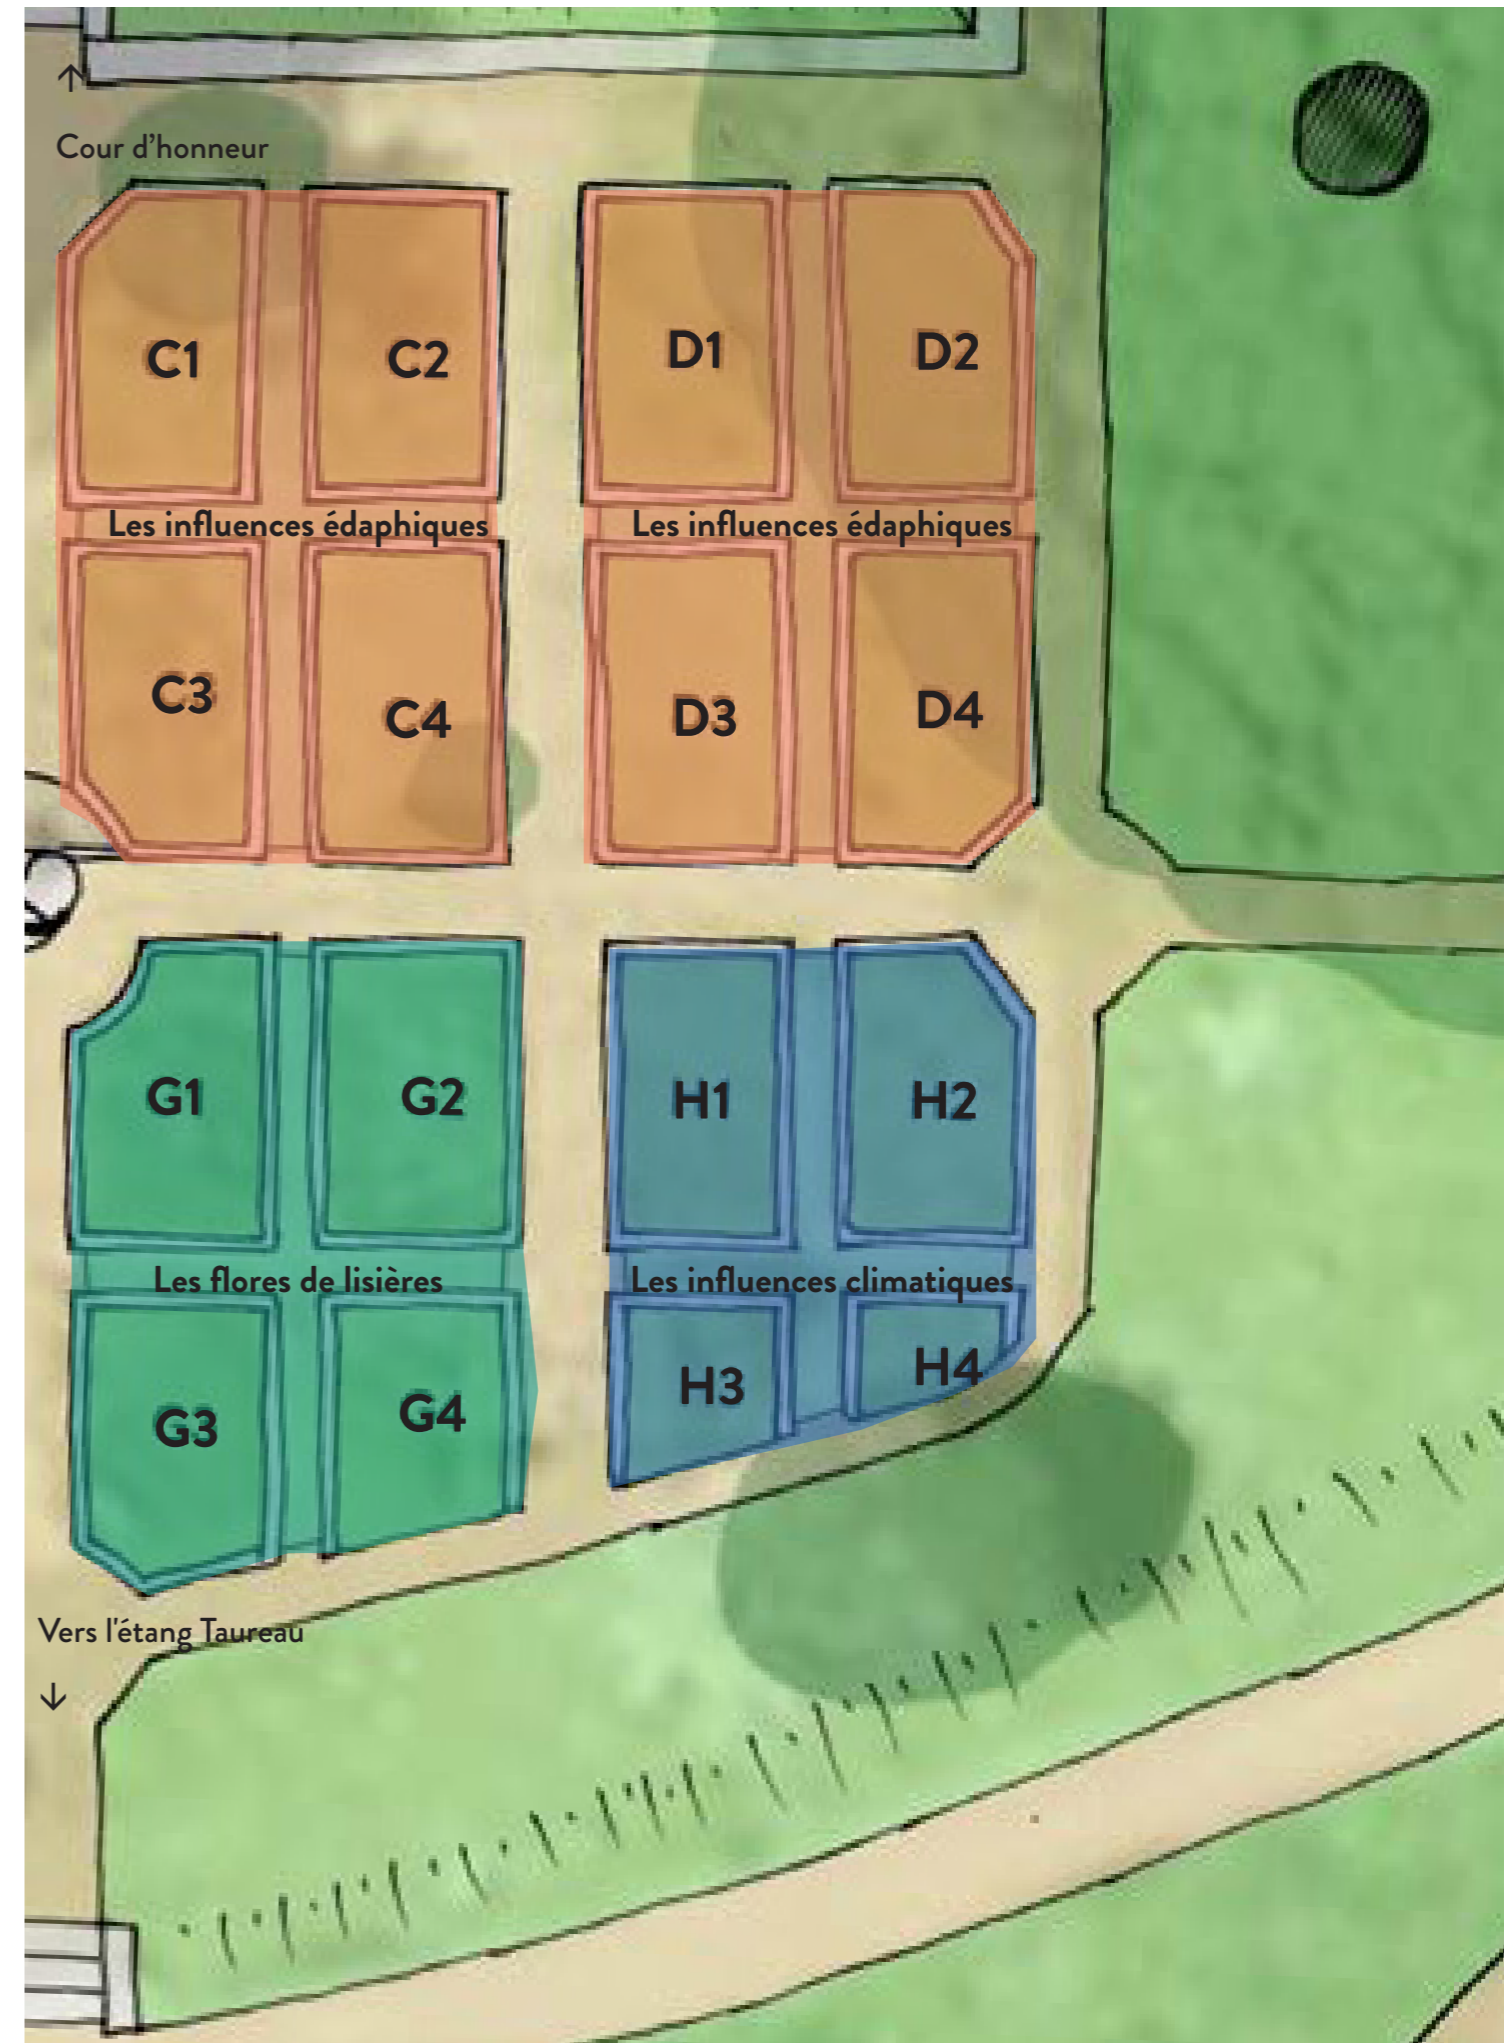 ↑
Cour d’honneur
C1 C2 D1 D2
Les influences édaphiques Les influences édaphiques
C3 C4 D3 D4
G1 G2 H1 H2
Les flores de lisières Les influences climatiques
G3 G4 H3 H4
Vers l'étang Taureau
↓